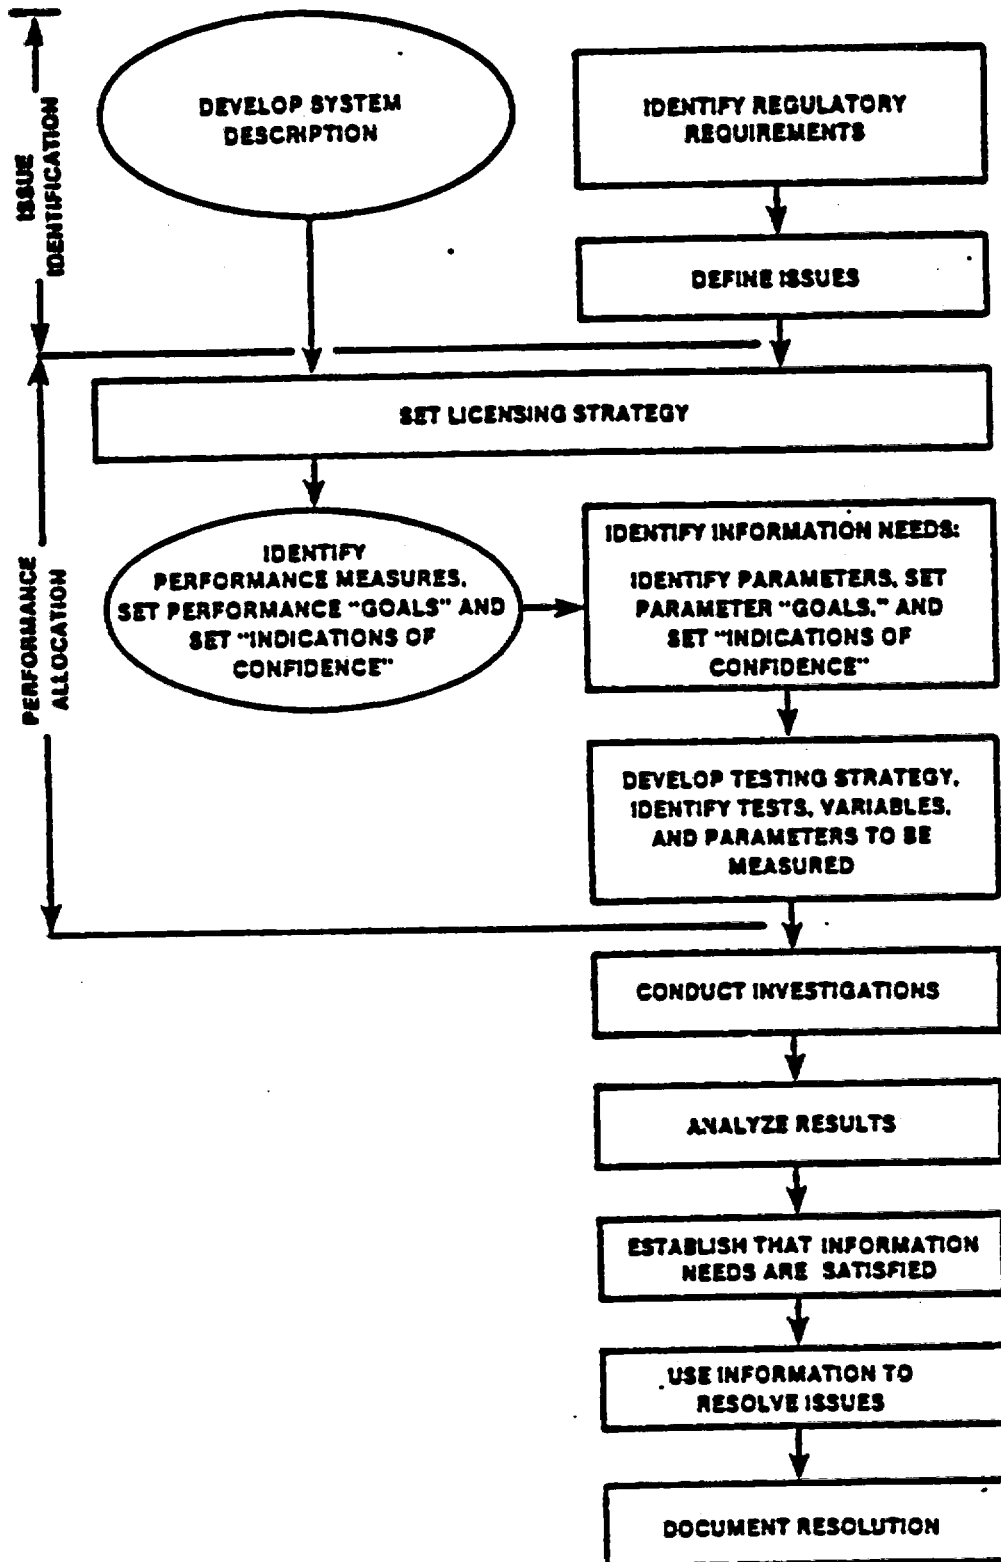 ISSUE
IDENTIFICATION
DEVELOP SYSTEM
DESCRIPTION
IDENTIFY REGULATORY
REQUIREMENTS
DEFINE ISSUES
PERFORMANCE
ALLOCATION
SET LICENSING STRATEGY
IDENTIFY
PERFORMANCE MEASURES,
SET PERFORMANCE "GOALS" AND
SET "INDICATIONS OF
CONFIDENCE"
IDENTIFY INFORMATION NEEDS:
IDENTIFY PARAMETERS, SET
PARAMETER "GOALS," AND
SET "INDICATIONS OF
CONFIDENCE"
DEVELOP TESTING STRATEGY,
IDENTIFY TESTS, VARIABLES,
AND PARAMETERS TO BE
MEASURED
CONDUCT INVESTIGATIONS
ANALYZE RESULTS
ESTABLISH THAT INFORMATION
NEEDS ARE SATISFIED
USE INFORMATION TO
RESOLVE ISSUES
DOCUMENT RESOLUTION